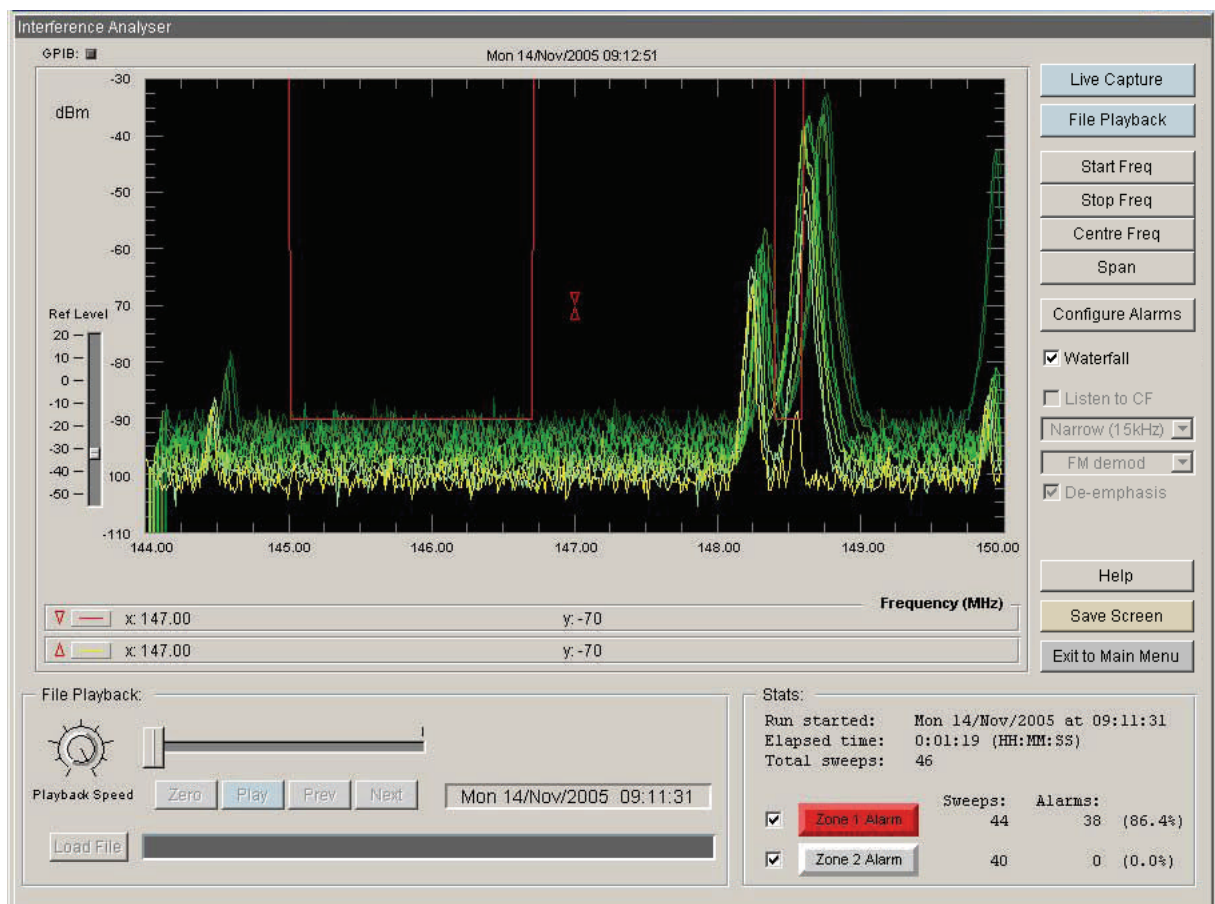 Interference Analyser
GPIB:
Mon 14/Nov/2005 09:12:51
dBm
-30
-40
-50
-60
70
-80
-90
100
-110
Ref Level
20
10
0
-10
-20
-30
-40
-50
144.00 145.00 146.00 147.00 148.00 149.00 150.00
Frequency (MHz)
x: 147.00 y: -70
x: 147.00 y: -70
Live Capture
File Playback
Start Freq
Stop Freq
Centre Freq
Span
Configure Alarms
Waterfall
Listen to CF
Narrow (15kHz)
FM demod
De-emphasis
Help
Save Screen
Exit to Main Menu
File Playback:
Playback Speed
Zero Play Prev Next
Mon 14/Nov/2005 09:11:31
Load File
Stats:
Run started: Mon 14/Nov/2005 at 09:11:31
Elapsed time: 0:01:19 (HH:MM:SS)
Total sweeps: 46
Sweeps: Alarms:
Zone 1 Alarm 44 38 (86.4%)
Zone 2 Alarm 40 0 (0.0%)